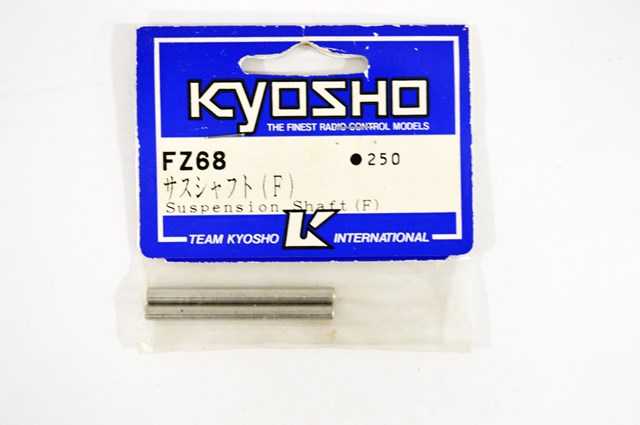 KYOSHO
THE FINEST RADIO CONTROL MODELS
FZ68 ●250
サスシャフト(F)
Suspension Shaft(F)
TEAM KYOSHO K INTERNATIONAL